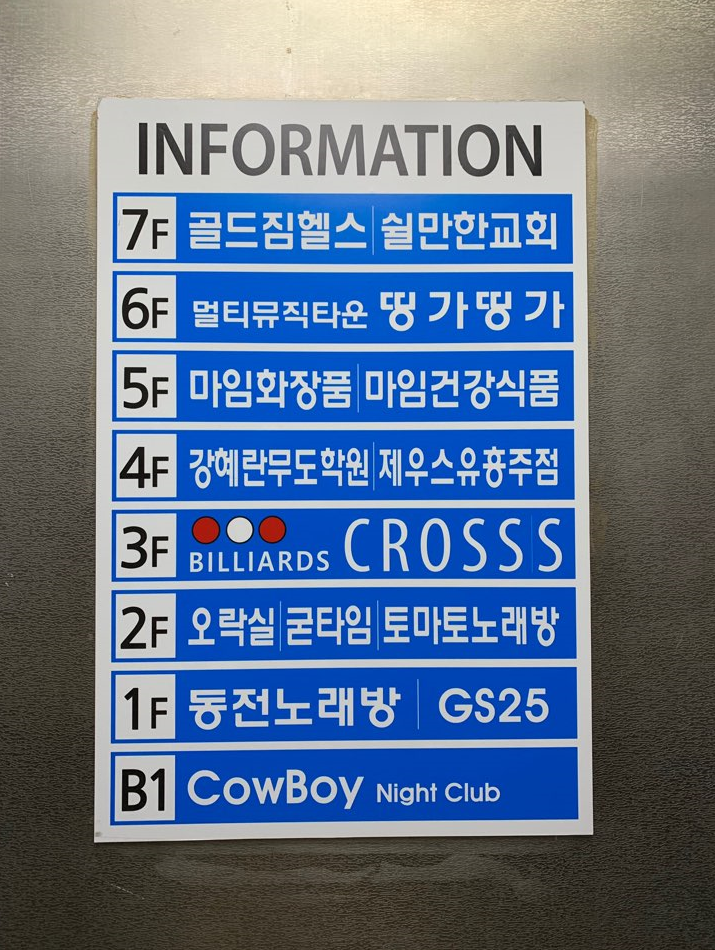 INFORMATION
7F 골드짐헬스 쉴만한교회
6F 멀티뮤직타운 띵가띵가
5F 마임화장품 마임건강식품
4F 강혜란무도학원 제우스유흥주점
3F BILLIARDS CROSSS
2F 오락실 굳타임 토마토노래방
1F 동전노래방 GS25
B1 CowBoy Night Club